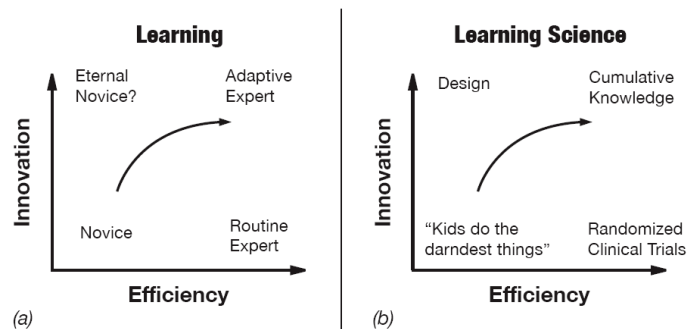 Learning
Eternal
Novice?
Adaptive
Expert
Innovation
Novice
Routine
Expert
Efficiency
(a)
Learning Science
Design
Cumulative
Knowledge
Innovation
“Kids do the
darndest things”
Randomized
Clinical Trials
Efficiency
(b)